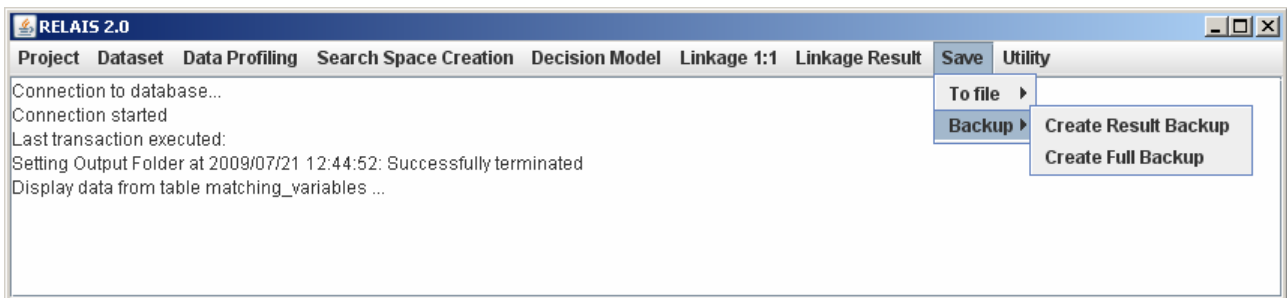 RELAIS 2.0
Project Dataset Data Profiling Search Space Creation Decision Model Linkage 1:1 Linkage Result Save Utility
Connection to database...
Connection started
Last transaction executed:
Setting Output Folder at 2009/07/21 12:44:52: Successfully terminated
Display data from table matching_variables ...
To file
Backup
Create Result Backup
Create Full Backup